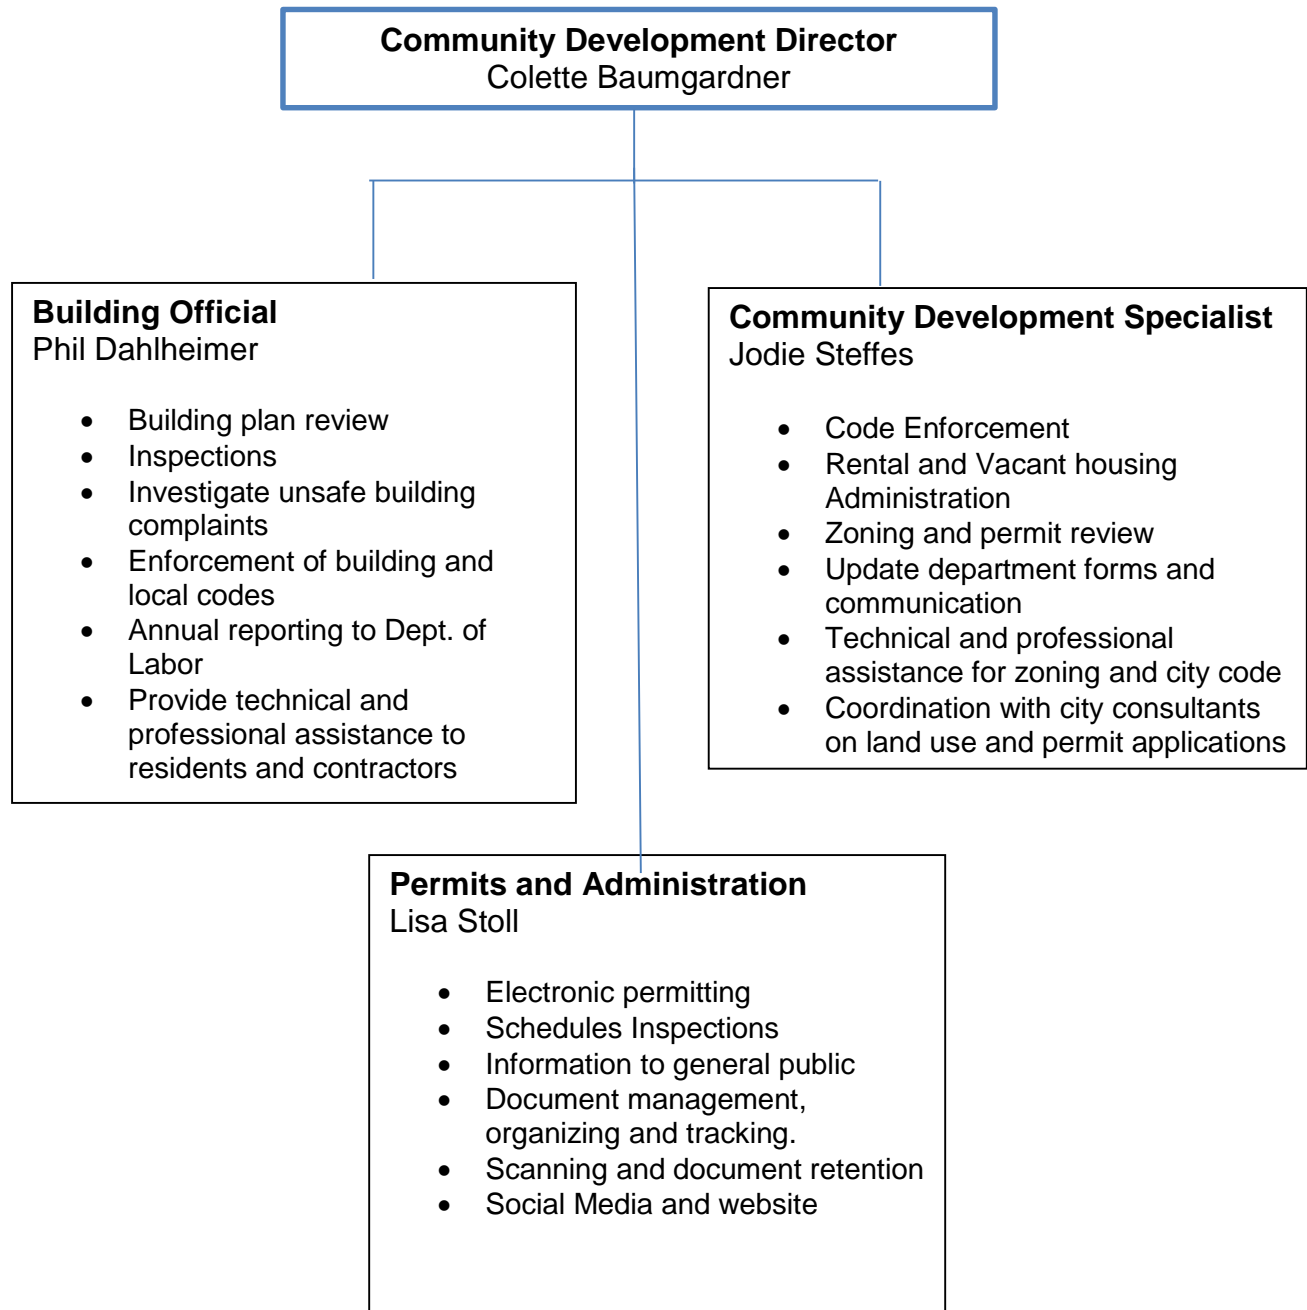 Community Development Director
Colette Baumgardner
Building Official
Phil Dahlheimer
• Building plan review
• Inspections
• Investigate unsafe building
complaints
• Enforcement of building and
local codes
• Annual reporting to Dept. of
Labor
• Provide technical and
professional assistance to
residents and contractors
Community Development Specialist
Jodie Steffes
• Code Enforcement
• Rental and Vacant housing
Administration
• Zoning and permit review
• Update department forms and
communication
• Technical and professional
assistance for zoning and city code
• Coordination with city consultants
on land use and permit applications
Permits and Administration
Lisa Stoll
• Electronic permitting
• Schedules Inspections
• Information to general public
• Document management,
organizing and tracking.
• Scanning and document retention
• Social Media and website